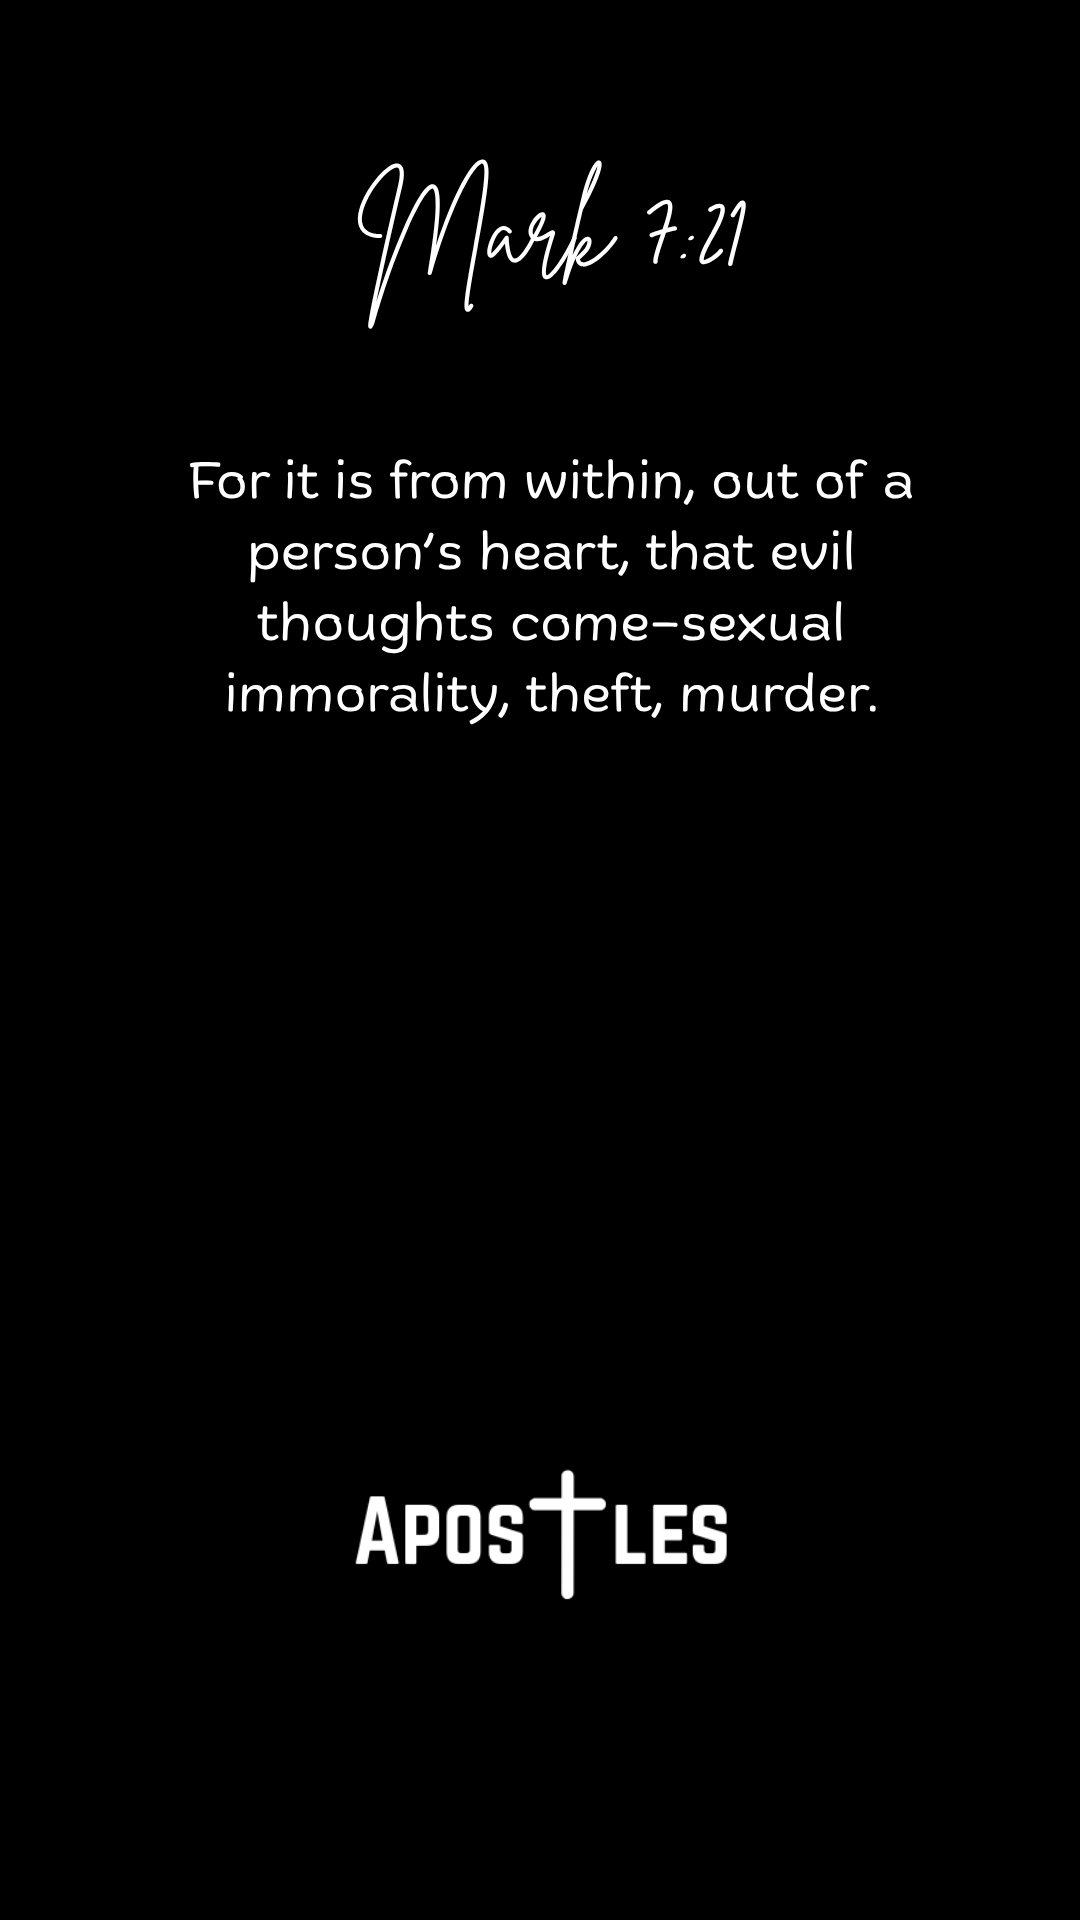 Mark 7:21
For it is from within, out of a
person's heart, that evil
thoughts come–sexual
immorality, theft, murder.
APOSTLES